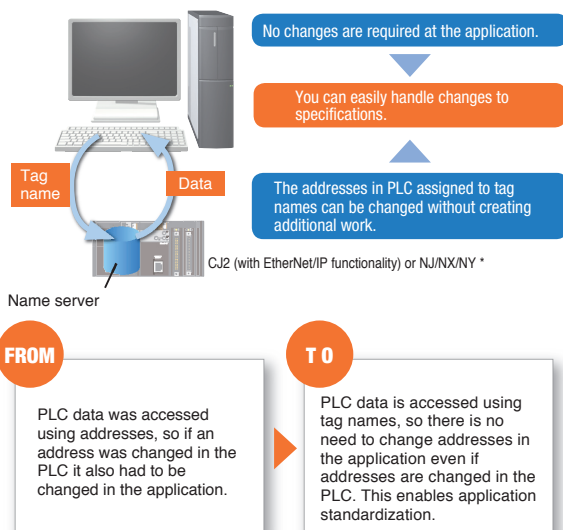 No changes are required at the application.
You can easily handle changes to
specifications.
The addresses in PLC assigned to tag
names can be changed without creating
additional work.
Tag
name
Data
CJ2 (with EtherNet/IP functionality) or NJ/NX/NY *
Name server
FROM
PLC data was accessed
using addresses, so if an
address was changed in the
PLC it also had to be
changed in the application.
T 0
PLC data is accessed using
tag names, so there is no
need to change addresses in
the application even if
addresses are changed in the
PLC. This enables application
standardization.